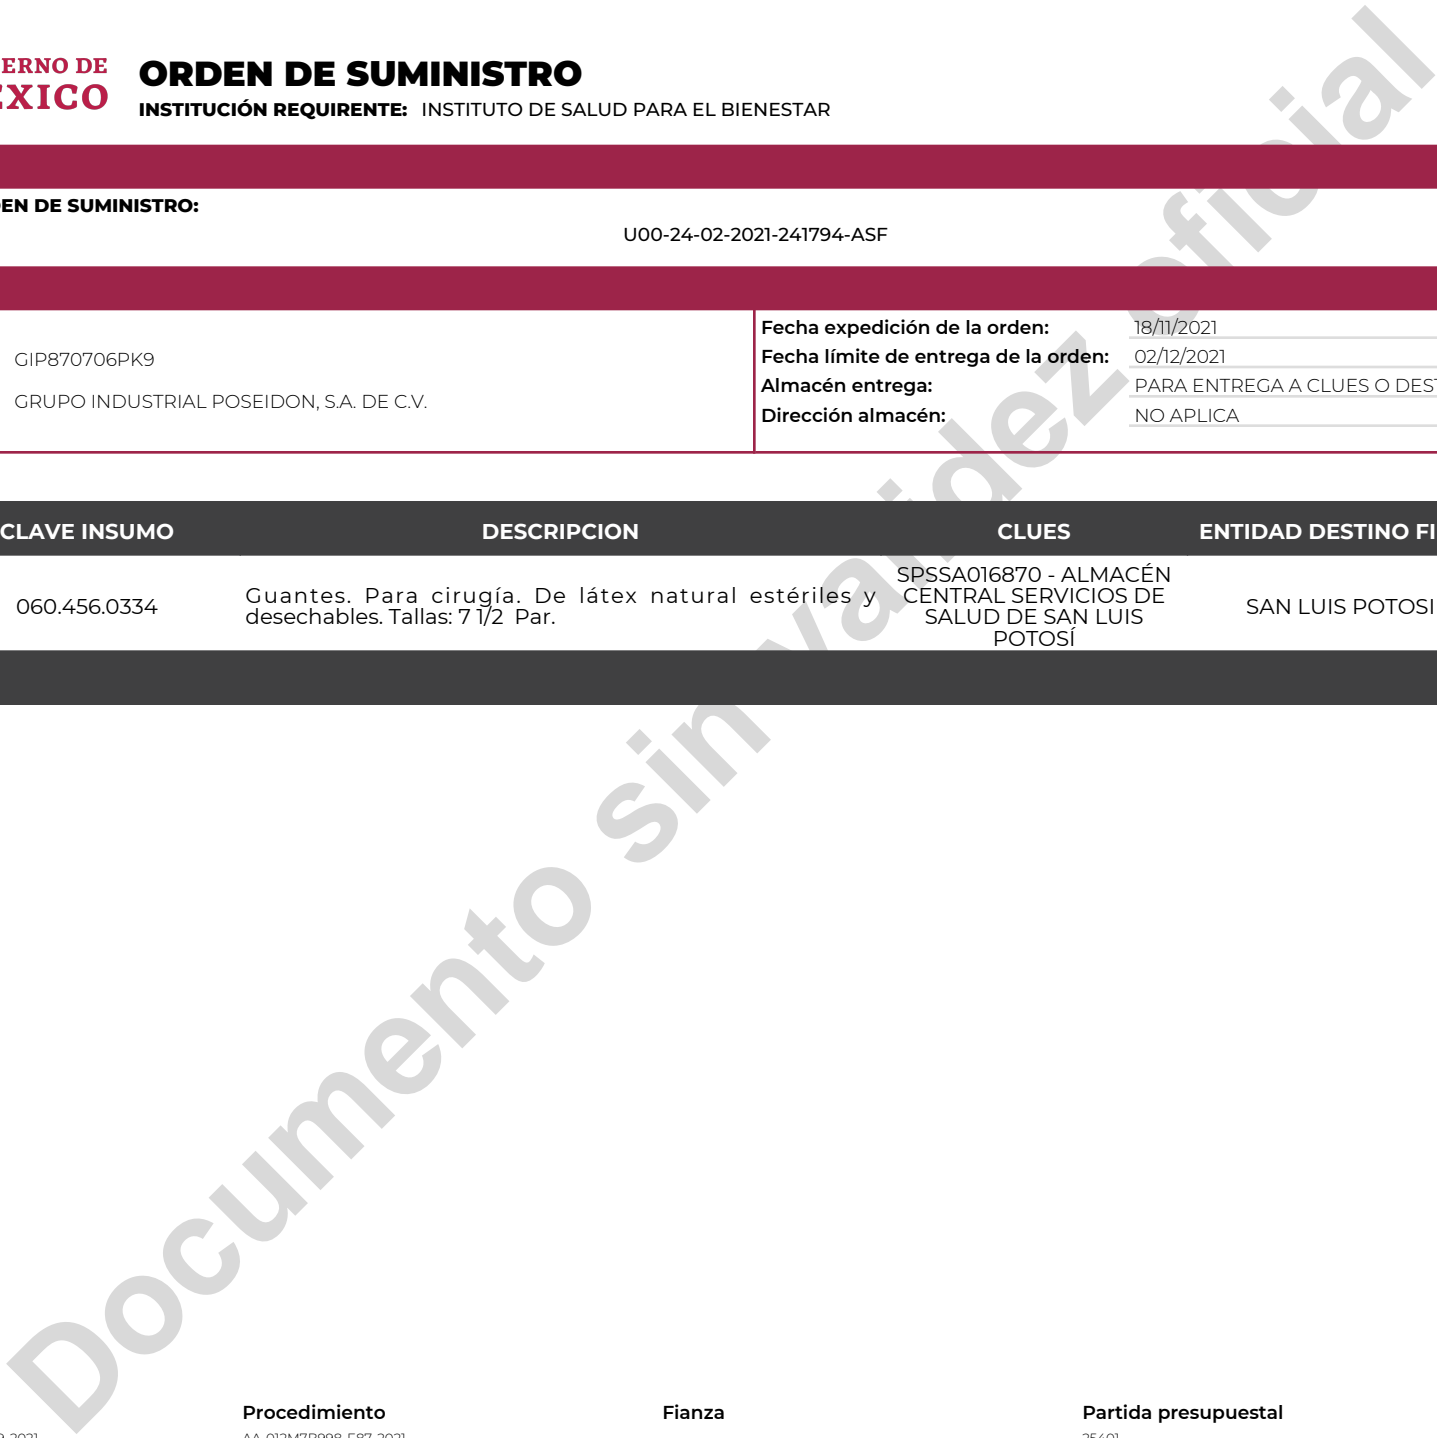 ERNO DE
EXICO
ORDEN DE SUMINISTRO
INSTITUCIÓN REQUIRENTE: INSTITUTO DE SALUD PARA EL BIENESTAR
EN DE SUMINISTRO:
U00-24-02-2021-241794-ASF
GIP870706PK9
GRUPO INDUSTRIAL POSEIDON, S.A. DE C.V.
Fecha expedición de la orden: 18/11/2021
Fecha límite de entrega de la orden: 02/12/2021
Almacén entrega: PARA ENTREGA A CLUES O DEST
Dirección almacén: NO APLICA
CLAVE INSUMO DESCRIPCION CLUES ENTIDAD DESTINO FI
060.456.0334
Guantes. Para cirugía. De látex natural estériles y
desechables. Tallas: 7 1/2 Par.
SPSSA016870 - ALMACÉN
CENTRAL SERVICIOS DE
SALUD DE SAN LUIS
POTOSÍ
SAN LUIS POTOSI
Documento sin validez oficial
Procedimiento Fianza Partida presupuestal